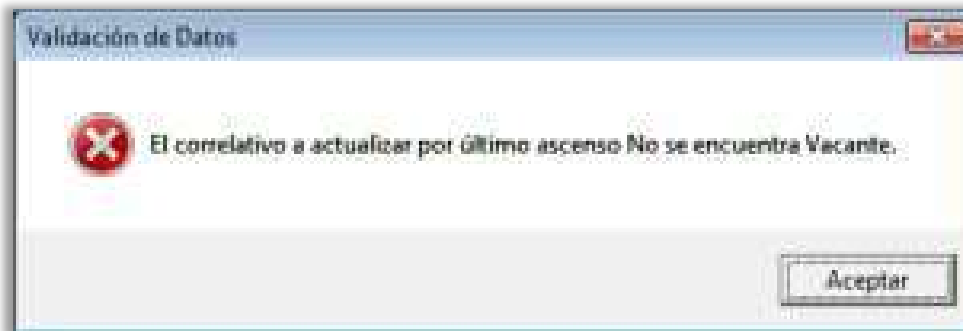 Validación de Datos
El correlativo a actualizar por último ascenso No se encuentra Vacante.
Aceptar